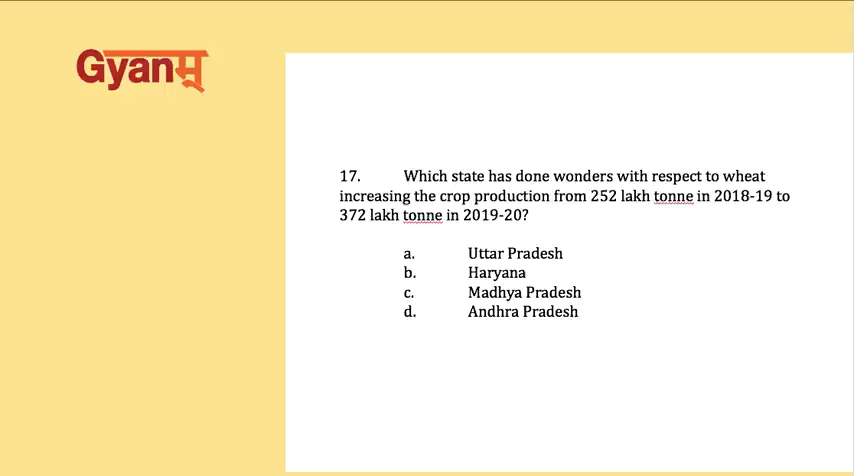 Gyanम्
17. Which state has done wonders with respect to wheat
increasing the crop production from 252 lakh tonne in 2018-19 to
372 lakh tonne in 2019-20?
a. Uttar Pradesh
b. Haryana
c. Madhya Pradesh
d. Andhra Pradesh